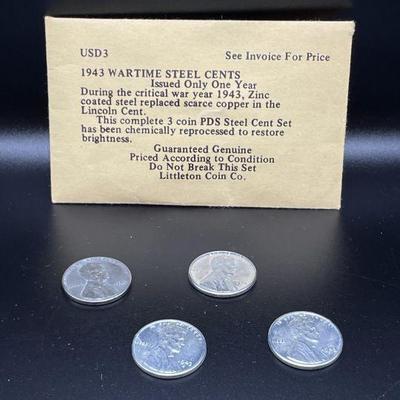 USD3 See Invoice For Price
1943 WARTIME STEEL CENTS
Issued Only One Year
During the critical war year 1943, Zinc
coated steel replaced scarce copper in the
Lincoln Cent.
This complete 3 coin PDS Steel Cent Set
has been chemically reprocessed to restore
brightness.
Guaranteed Genuine
Priced According to Condition
Do Not Break This Set
Littleton Coin Co.
1943